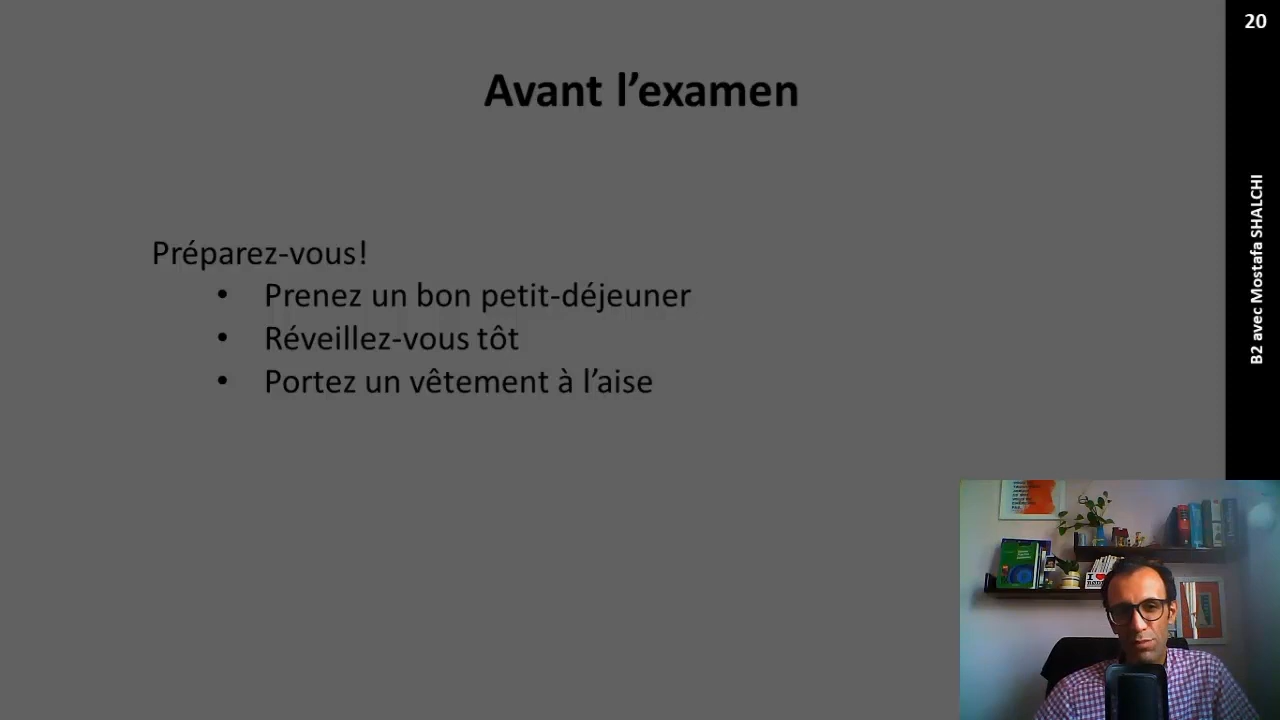 20
Avant l’examen
Préparez-vous!
• Prenez un bon petit-déjeuner
• Réveillez-vous tôt
• Portez un vêtement à l’aise
B2 avec Mostafa SHALCHI